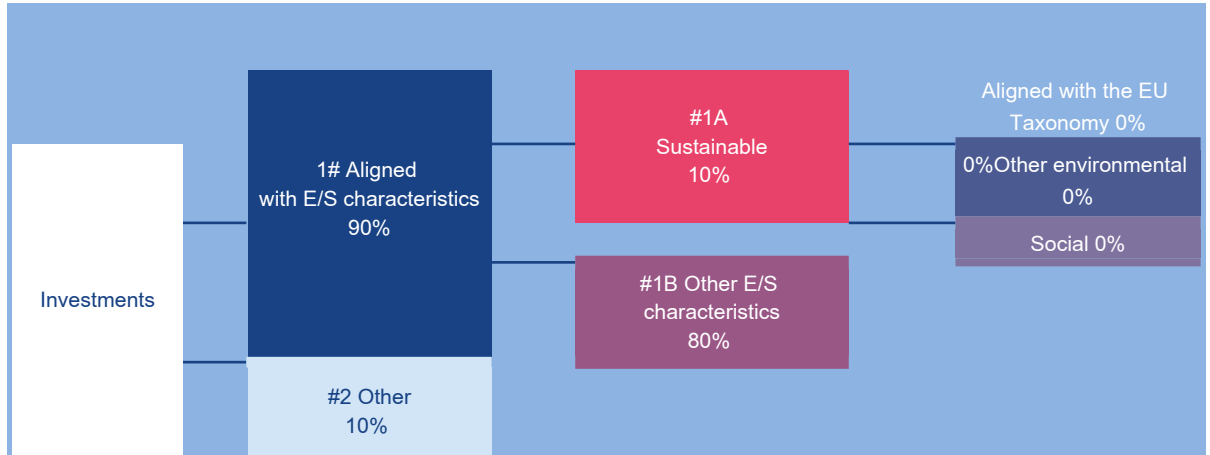 Investments
1# Aligned
with E/S characteristics
90%
#2 Other
10%
#1A
Sustainable
10%
#1B Other E/S
characteristics
80%
Aligned with the EU
Taxonomy 0%
0%Other environmental
0%
Social 0%